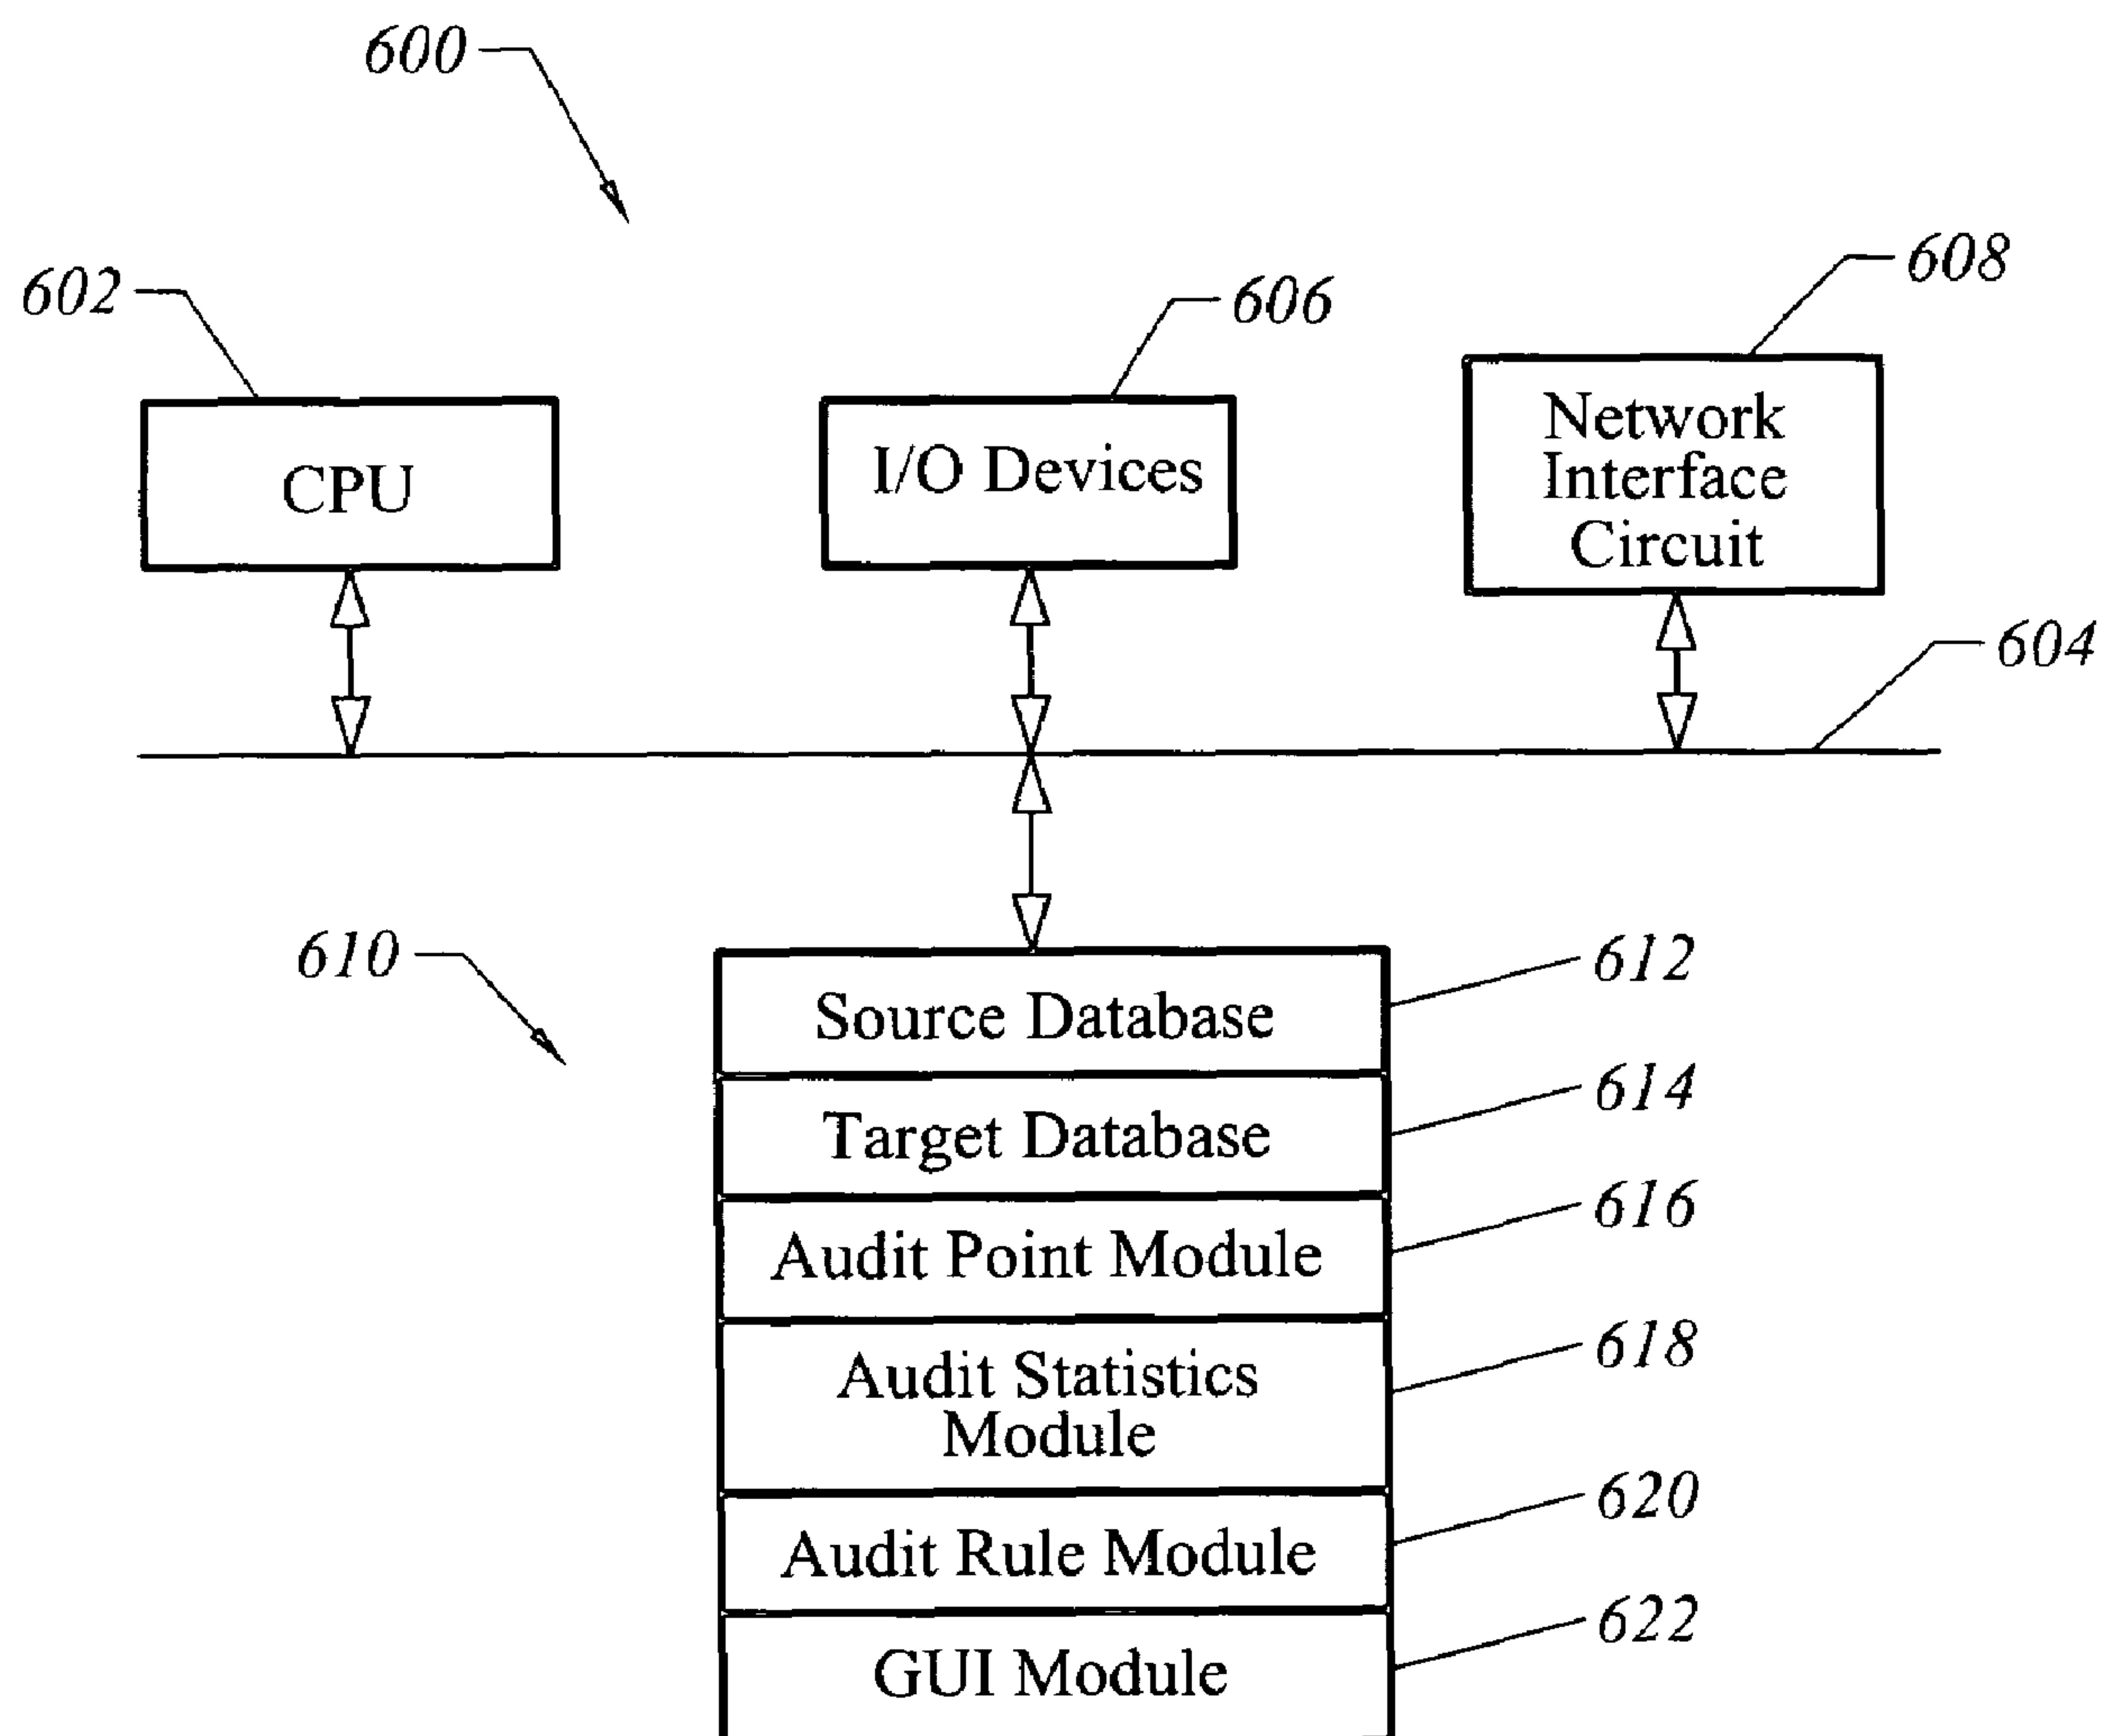 600
602
606
608
CPU
I/O Devices
Network
Interface
Circuit
604
610
Source Database
612
Target Database
614
Audit Point Module
616
Audit Statistics
Module
618
Audit Rule Module
620
GUI Module
622